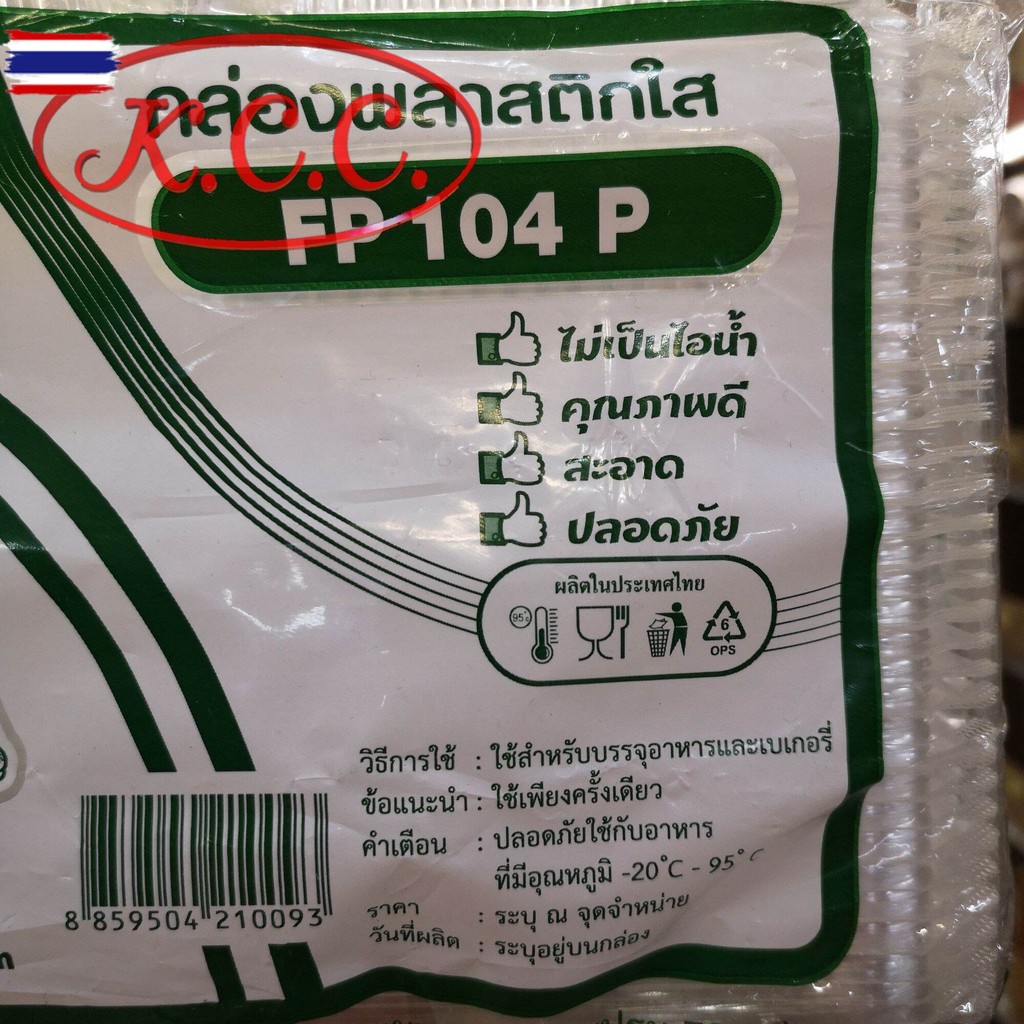 กล่องพลาสติกใส
K.C.C.
FP 104 P
ไม่เป็นไอน้ำ
คุณภาพดี
สะอาด
ปลอดภัย
ผลิตในประเทศไทย
95°c
6
OPS
วิธีการใช้ : ใช้สำหรับบรรจุอาหารและเบเกอรี่
ข้อแนะนำ : ใช้เพียงครั้งเดียว
คำเตือน : ปลอดภัยใช้กับอาหาร
ที่มีอุณหภูมิ -20°C - 95°C
ราคา : ระบุ ณ จุดจำหน่าย
วันที่ผลิต : ระบุอยู่บนกล่อง
8 859504 210093